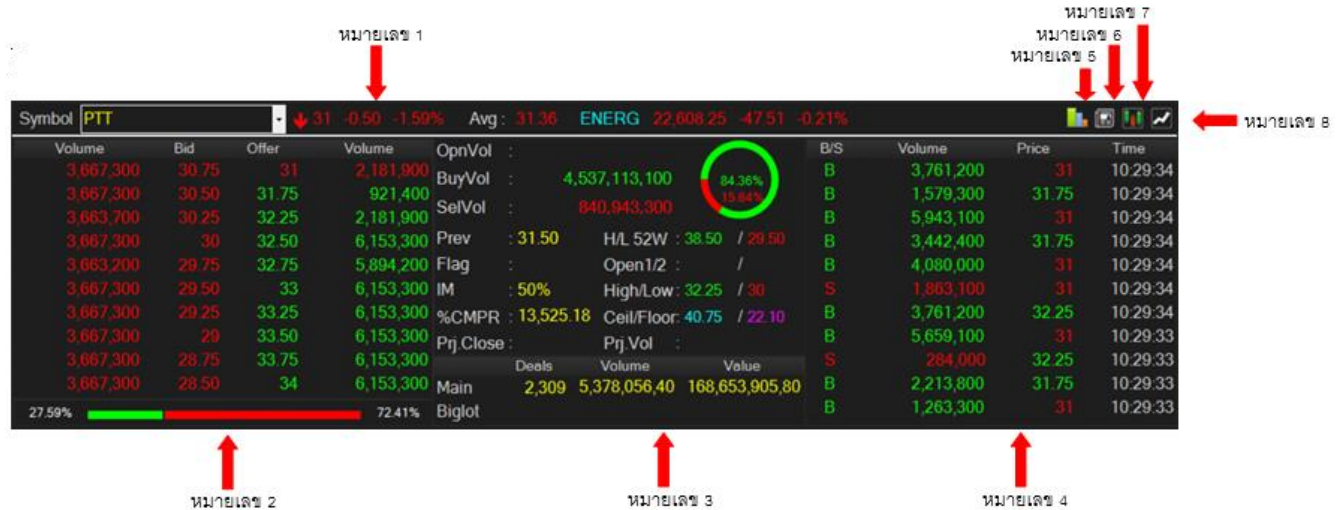 หมายเลข 7
หมายเลข 1 หมายเลข 6
หมายเลข 5
Symbol PTT 31 -0.50 -1.59% Avg : 31.36 ENERG 22,608.25 -47.51 -0.21%
หมายเลข 8
Volume Bid Offer Volume OpnVol : B/S Volume Price Time
3,667,300 30.75 31 2,181,900 BuyVol : 4,537,113,100 84.36% B 3,761,200 31 10:29:34
3,667,300 30.50 31.75 921,400 SelVol : 840,943,300 15.64% B 1,579,300 31.75 10:29:34
3,663,700 30.25 32.25 2,181,900 B 5,943,100 31 10:29:34
3,667,300 30 32.50 6,153,300 Prev : 31.50 H/L 52W : 38.50 / 29.50 B 3,442,400 31.75 10:29:34
3,663,200 29.75 32.75 5,894,200 Flag : Open1/2 : / B 4,080,000 31 10:29:34
3,667,300 29.50 33 6,153,300 IM : 50% High/Low : 32.25 / 30 S 1,863,100 31 10:29:34
3,667,300 29.25 33.25 6,153,300 %CMPR : 13,525.18 Ceil/Floor: 40.75 / 22.10 B 3,761,200 32.25 10:29:34
3,667,300 29 33.50 6,153,300 Prj.Close : Prj.Vol : B 5,659,100 31 10:29:33
3,667,300 28.75 33.75 6,153,300 Deals Volume Value S 284,000 32.25 10:29:33
3,667,300 28.50 34 6,153,300 Main 2,309 5,378,056,40 168,653,905,80 B 2,213,800 31.75 10:29:33
27.59% 72.41% Biglot B 1,263,300 31 10:29:33
หมายเลข 2 หมายเลข 3 หมายเลข 4